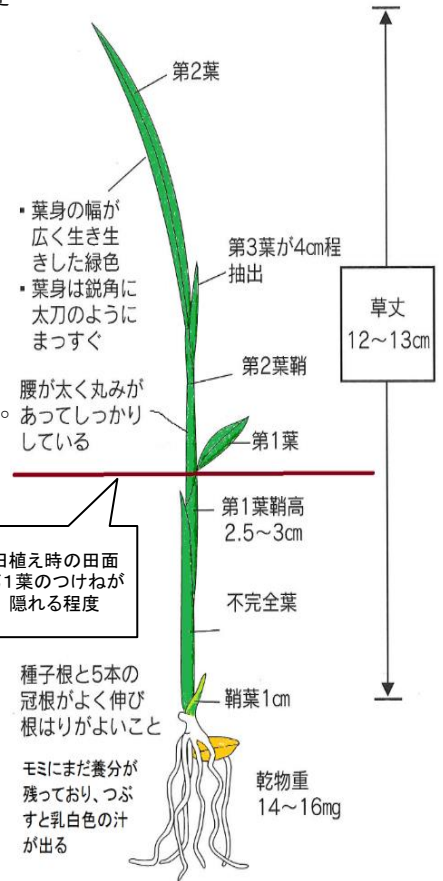 第2葉
・葉身の幅が
広く生き生
きした緑色
・葉身は鋭角に
太刀のように
まっすぐ
第3葉が4cm程
抽出
草丈
12～13cm
第2葉鞘
腰が太く丸みが
あってしっかり
している
。
第1葉
第1葉鞘高
2.5～3cm
植え時の田面
1葉のつけねが
隠れる程度
不完全葉
種子根と5本の
冠根がよく伸び
根はりがよいこと
鞘葉1cm
モミにまだ養分が
残っており、つぶ
すと乳白色の汁
が出る
乾物重
14～16mg